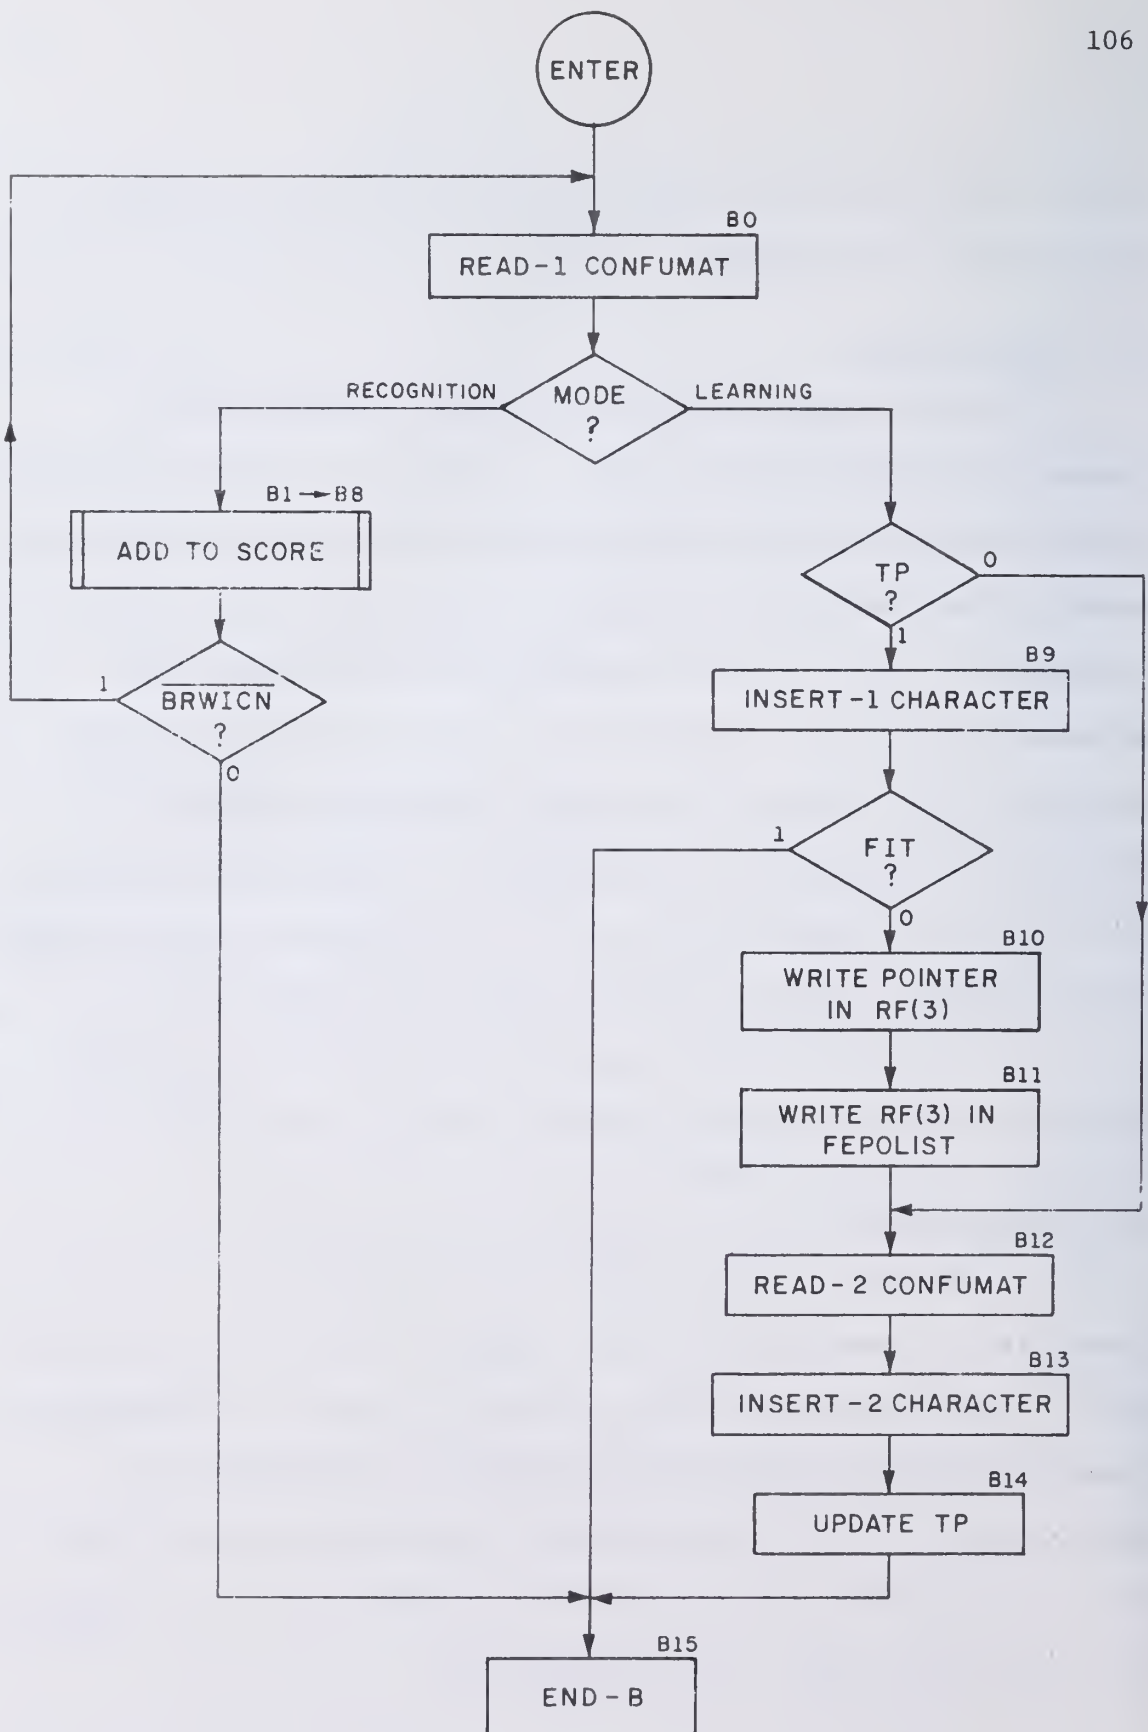 106
ENTER
B0
READ-1 CONFUMAT
RECOGNITION
MODE
?
LEARNING
B1 → B8
ADD TO SCORE
TP
?
0
1
BRWICN
?
1
0
B9
INSERT-1 CHARACTER
FIT
?
1
0
B10
WRITE POINTER
IN RF(3)
B11
WRITE RF(3) IN
FEPOLIST
B12
READ-2 CONFUMAT
B13
INSERT-2 CHARACTER
B14
UPDATE TP
B15
END-B